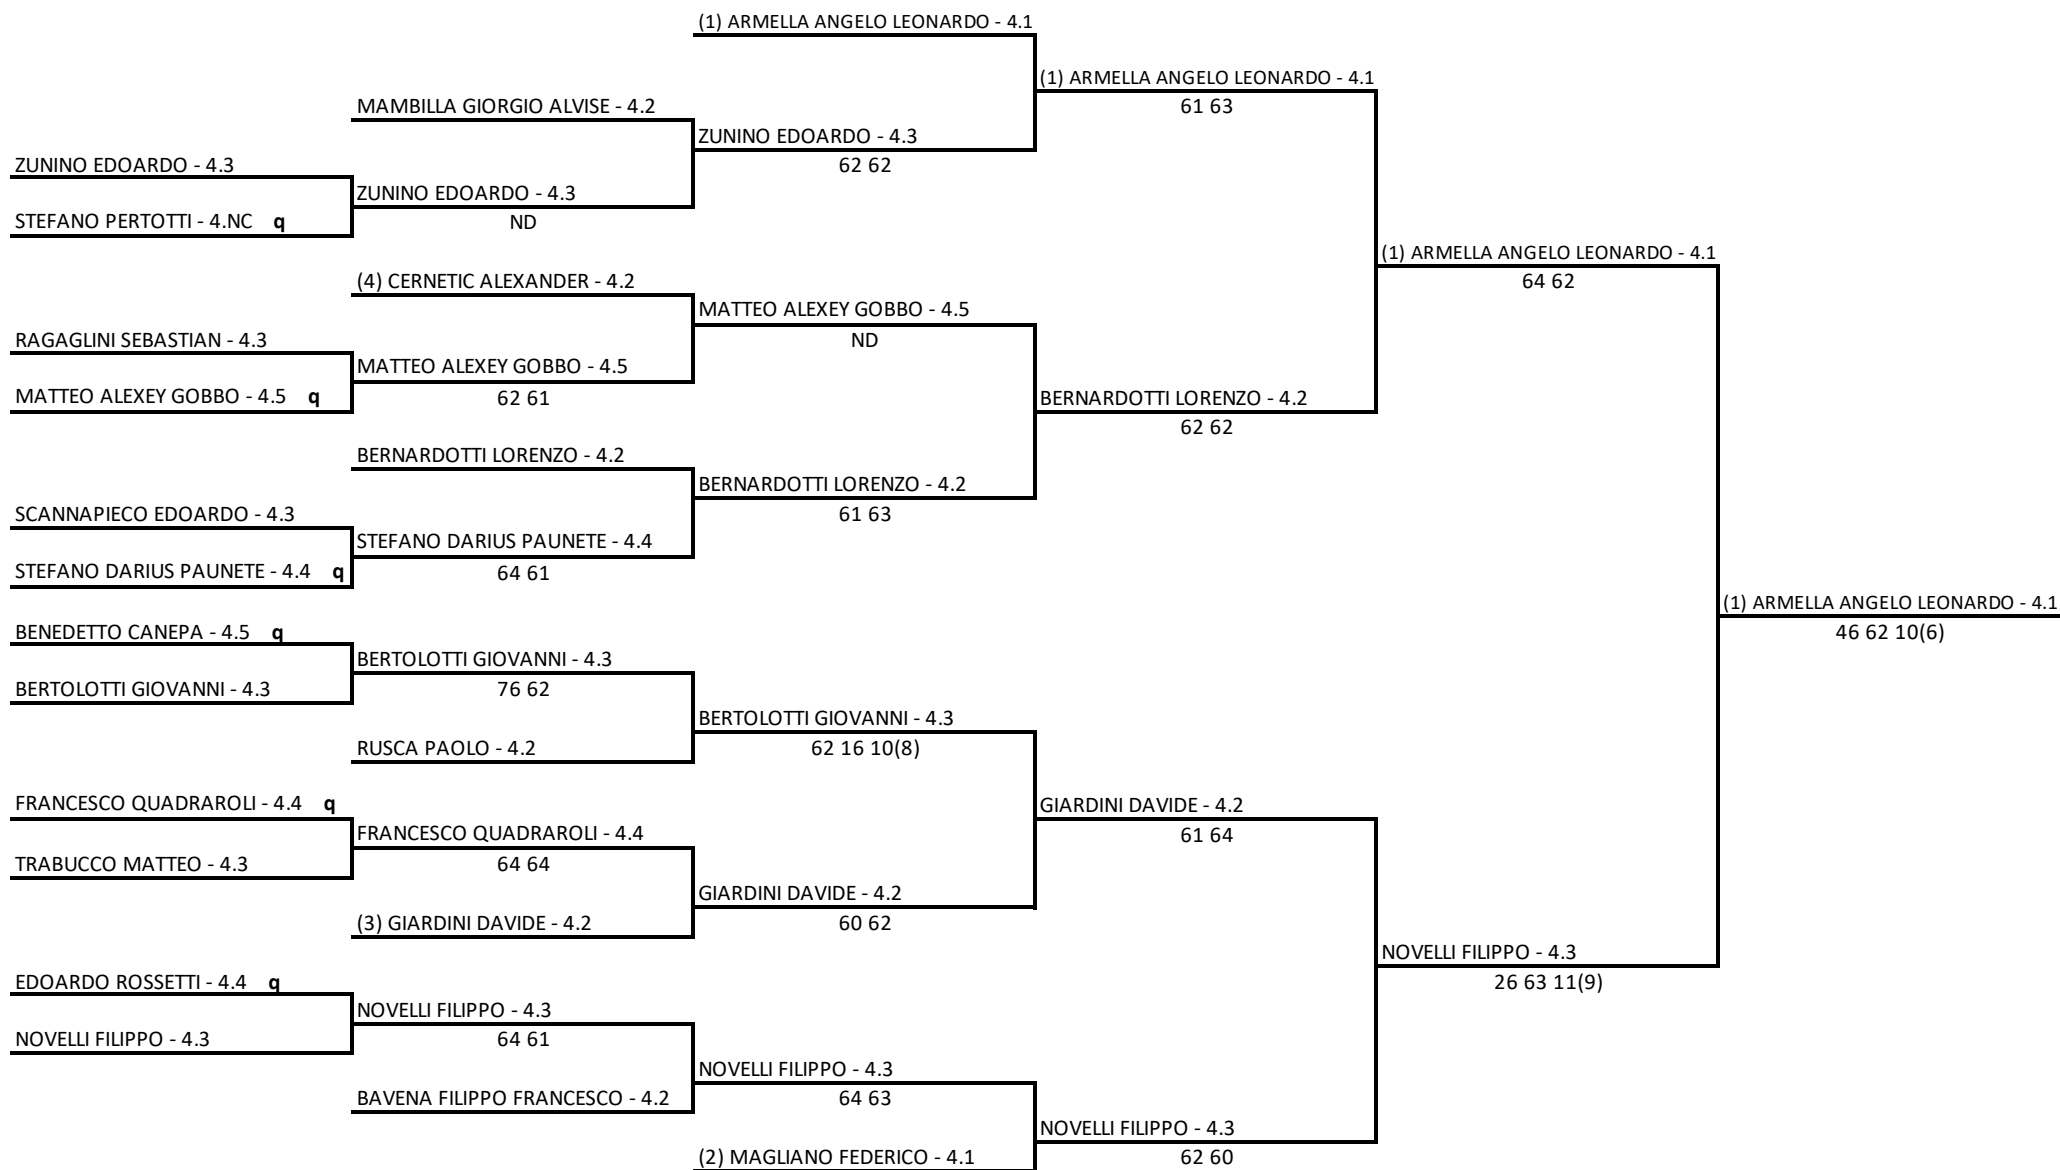 (1) ARMELLA ANGELO LEONARDO - 4.1
(1) ARMELLA ANGELO LEONARDO - 4.1
61 63
MAMBILLA GIORGIO ALVISE - 4.2
ZUNINO EDOARDO - 4.3
62 62
ZUNINO EDOARDO - 4.3
ZUNINO EDOARDO - 4.3
STEFANO PERTOTTI - 4.NC q
ND
(1) ARMELLA ANGELO LEONARDO - 4.1
64 62
(4) CERNETIC ALEXANDER - 4.2
MATTEO ALEXEY GOBBO - 4.5
ND
RAGAGLINI SEBASTIAN - 4.3
MATTEO ALEXEY GOBBO - 4.5
MATTEO ALEXEY GOBBO - 4.5 q
62 61
BERNARDOTTI LORENZO - 4.2
62 62
BERNARDOTTI LORENZO - 4.2
BERNARDOTTI LORENZO - 4.2
61 63
SCANNAPIECO EDOARDO - 4.3
STEFANO DARIUS PAUNETE - 4.4
STEFANO DARIUS PAUNETE - 4.4 q
64 61
(1) ARMELLA ANGELO LEONARDO - 4.1
46 62 10(6)
BENEDETTO CANEPA - 4.5 q
BERTOLOTTI GIOVANNI - 4.3
BERTOLOTTI GIOVANNI - 4.3
76 62
BERTOLOTTI GIOVANNI - 4.3
62 16 10(8)
RUSCA PAOLO - 4.2
FRANCESCO QUADRAROLI - 4.4 q
GIARDINI DAVIDE - 4.2
61 64
FRANCESCO QUADRAROLI - 4.4
TRABUCCO MATTEO - 4.3
64 64
GIARDINI DAVIDE - 4.2
60 62
(3) GIARDINI DAVIDE - 4.2
NOVELLI FILIPPO - 4.3
26 63 11(9)
EDOARDO ROSSETTI - 4.4 q
NOVELLI FILIPPO - 4.3
NOVELLI FILIPPO - 4.3
64 61
NOVELLI FILIPPO - 4.3
64 63
BAVENA FILIPPO FRANCESCO - 4.2
NOVELLI FILIPPO - 4.3
62 60
(2) MAGLIANO FEDERICO - 4.1